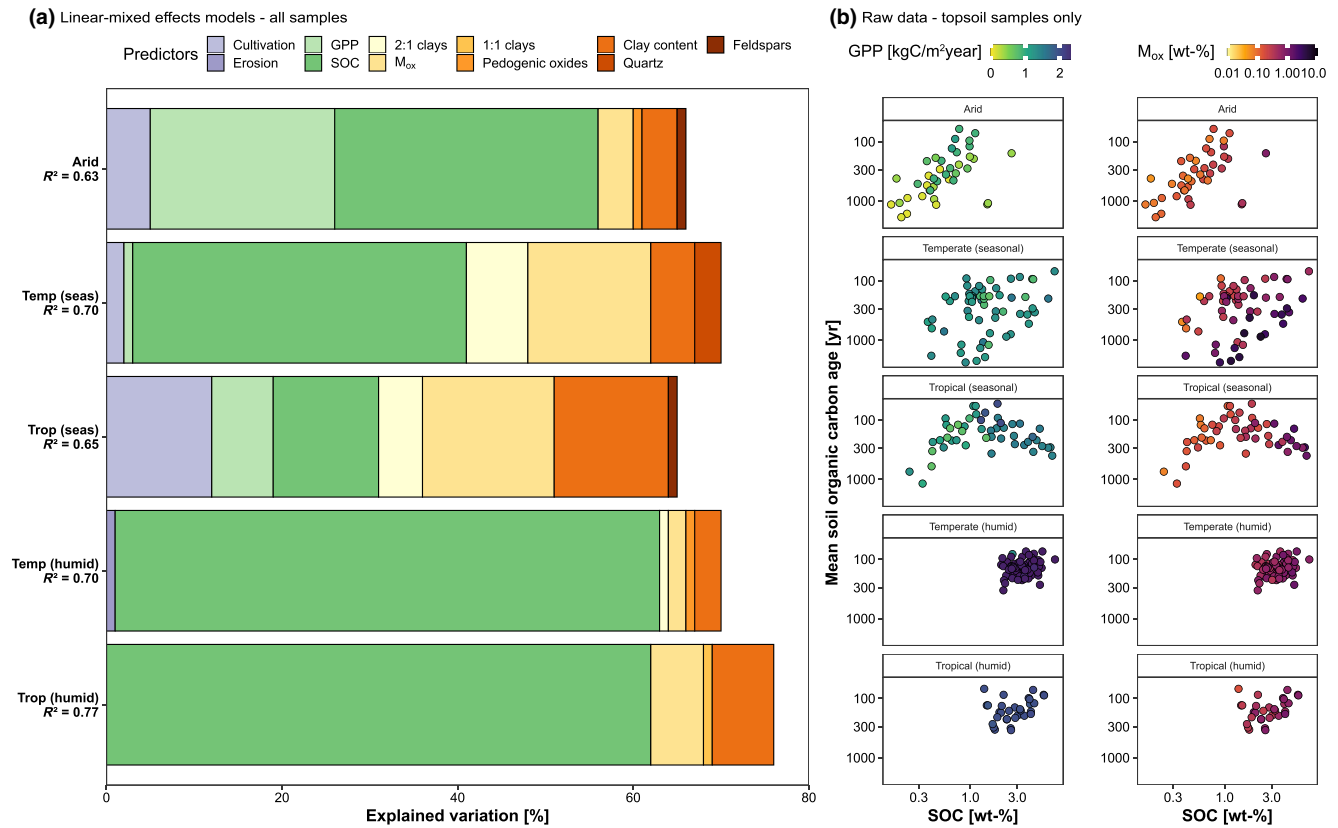 (a) Linear-mixed effects models - all samples
Predictors
Cultivation
GPP
2:1 clays
1:1 clays
Clay content
Feldspars
Erosion
SOC
Mox
Pedogenic oxides
Quartz
Arid
R² = 0.63
Temp (seas)
R² = 0.70
Trop (seas)
R² = 0.65
Temp (humid)
R² = 0.70
Trop (humid)
R² = 0.77
0 20 40 60 80
Explained variation [%]
(b) Raw data - topsoil samples only
GPP [kgC/m²year]
0 1 2
Mox [wt-%]
0.01 0.10 1.00 10.0
Mean soil organic carbon age [yr]
Arid
100
300
1000
Arid
100
300
1000
Temperate (seasonal)
100
300
1000
Temperate (seasonal)
100
300
1000
Tropical (seasonal)
100
300
1000
Tropical (seasonal)
100
300
1000
Temperate (humid)
100
300
1000
Temperate (humid)
100
300
1000
Tropical (humid)
100
300
1000
Tropical (humid)
100
300
1000
0.3 1.0 3.0
SOC [wt-%]
0.3 1.0 3.0
SOC [wt-%]